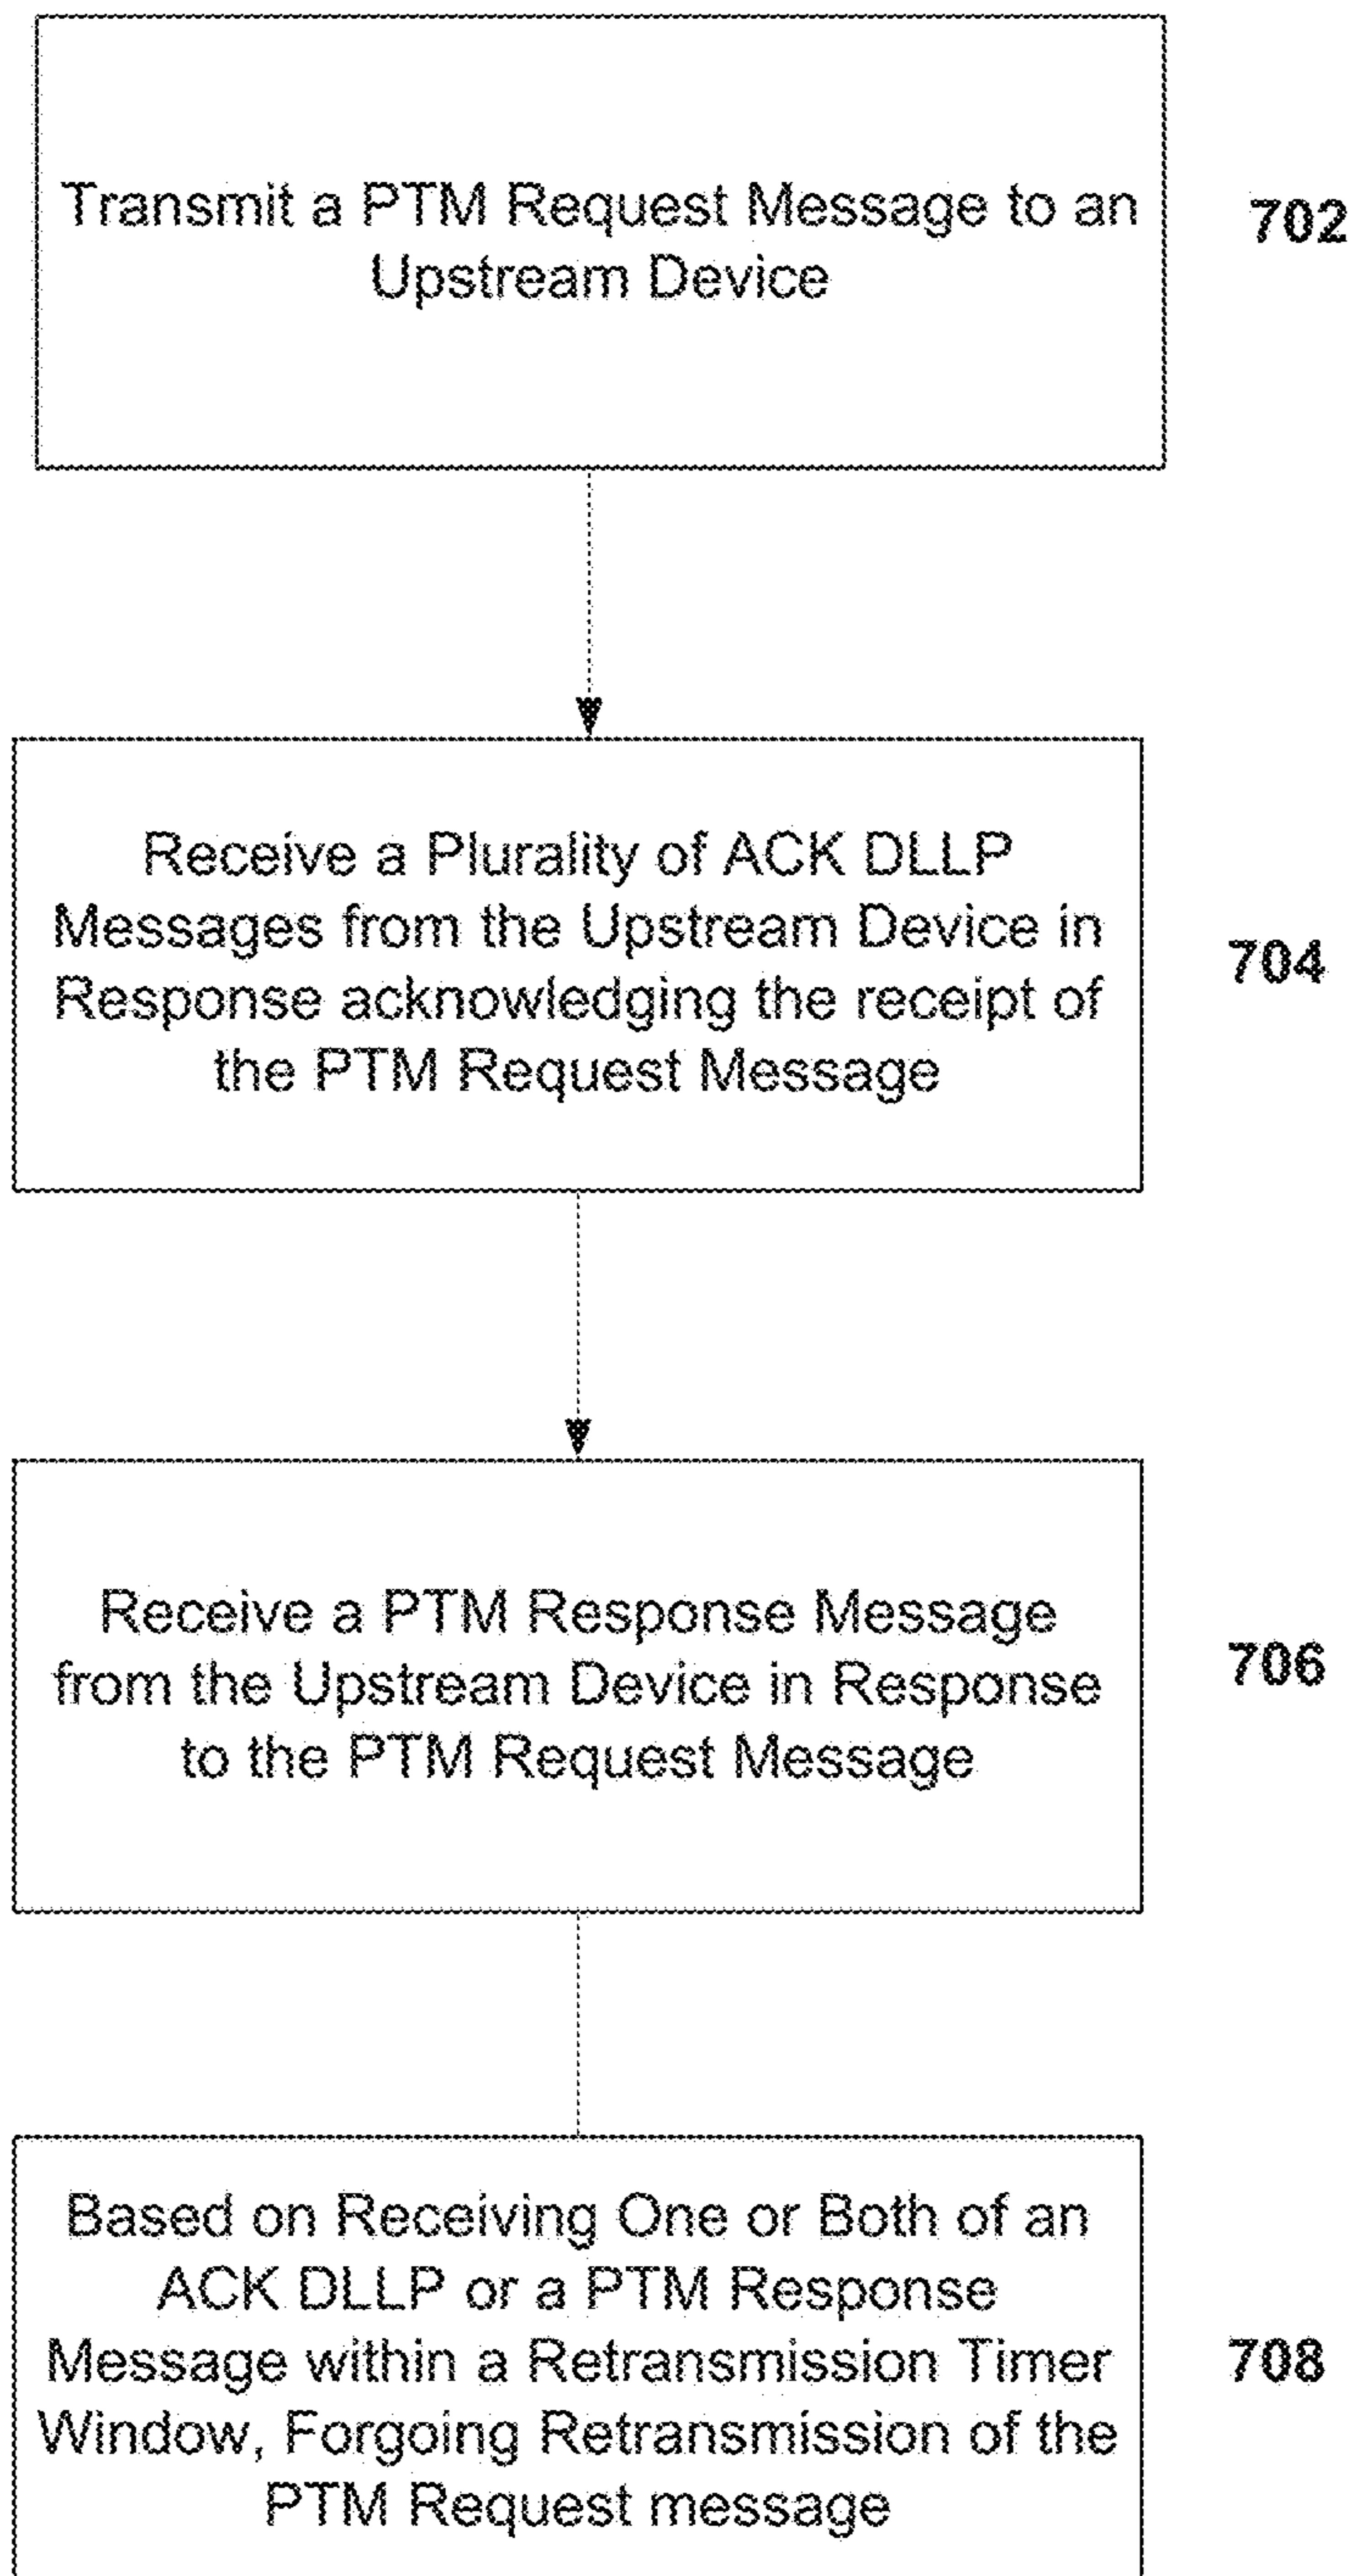 Transmit a PTM Request Message to an
Upstream Device
702
Receive a Plurality of ACK DLLP
Messages from the Upstream Device in
Response acknowledging the receipt of
the PTM Request Message
704
Receive a PTM Response Message
from the Upstream Device in Response
to the PTM Request Message
706
Based on Receiving One or Both of an
ACK DLLP or a PTM Response
Message within a Retransmission Timer
Window, Forgoing Retransmission of the
PTM Request message
708